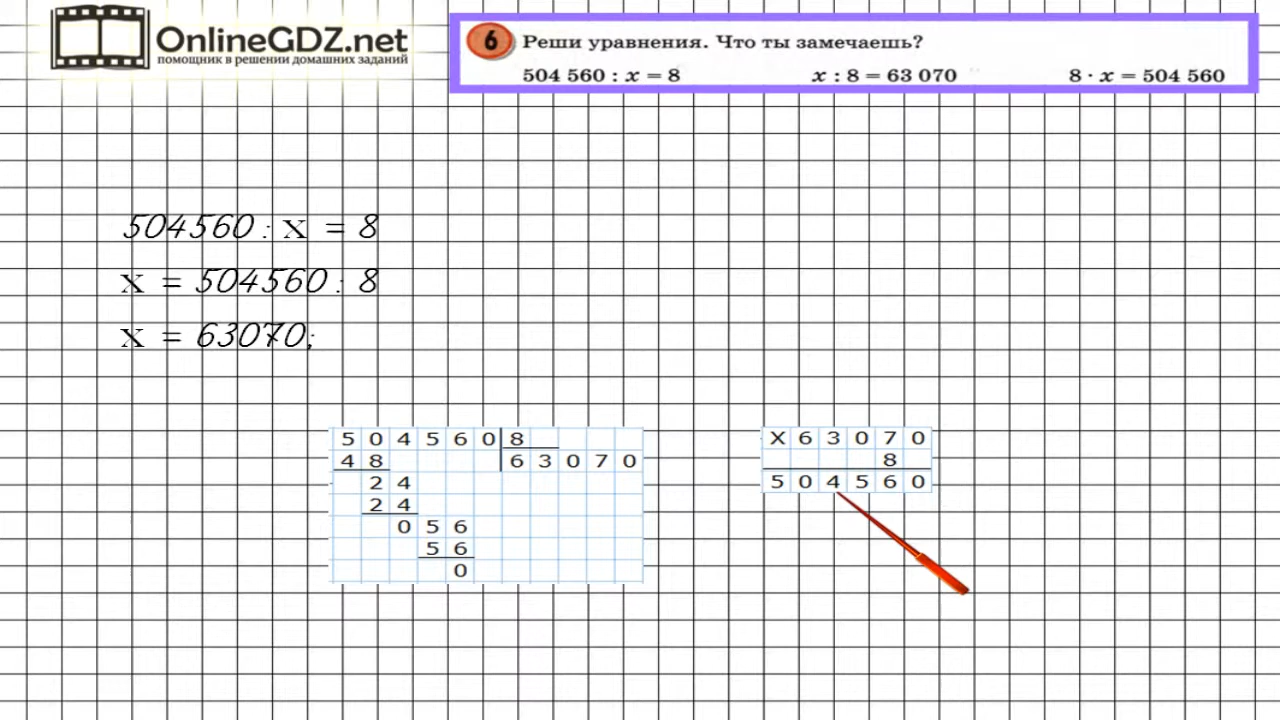 OnlineGDZ.net
помощник в решении домашних заданий
6 Реши уравнения. Что ты замечаешь?
504 560 : x = 8 x : 8 = 63 070 8 · x = 504 560
504560 : x = 8
x = 504560 : 8
x = 63070;
504560 8
48 63070
24
24
056
56
0
X63070
8
504560